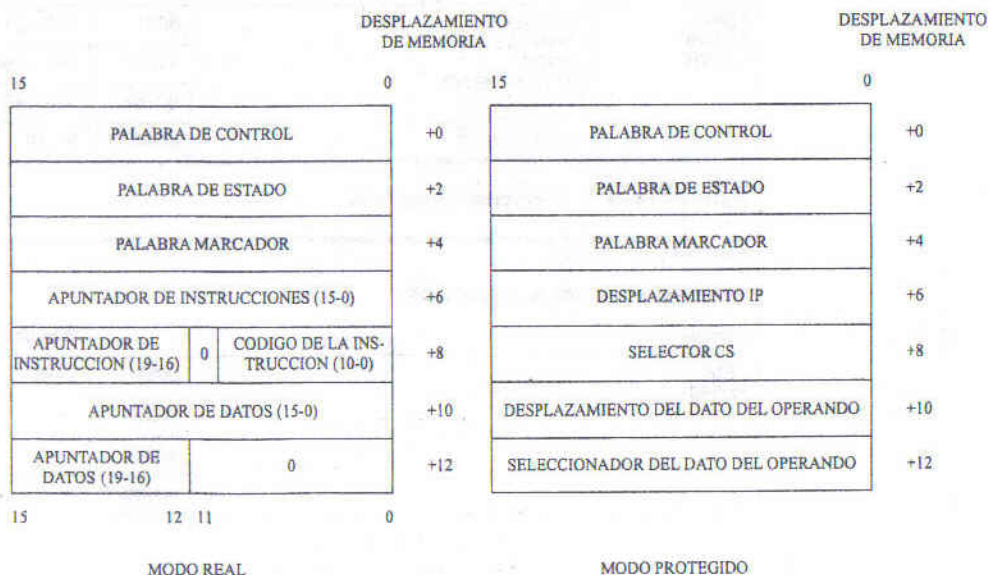 DESPLAZAMIENTO
DE MEMORIA
15
0
PALABRA DE CONTROL
+0
PALABRA DE ESTADO
+2
PALABRA MARCADOR
+4
APUNTADOR DE INSTRUCCIONES (15-0)
+6
APUNTADOR DE
INSTRUCCION (19-16)
0
CODIGO DE LA INS-
TRUCCION (10-0)
+8
APUNTADOR DE DATOS (15-0)
+10
APUNTADOR DE
DATOS (19-16)
0
+12
15
12
11
0
MODO REAL
DESPLAZAMIENTO
DE MEMORIA
15
0
PALABRA DE CONTROL
+0
PALABRA DE ESTADO
+2
PALABRA MARCADOR
+4
DESPLAZAMIENTO IP
+6
SELECTOR CS
+8
DESPLAZAMIENTO DEL DATO DEL OPERANDO
+10
SELECCIONADOR DEL DATO DEL OPERANDO
+12
MODO PROTEGIDO